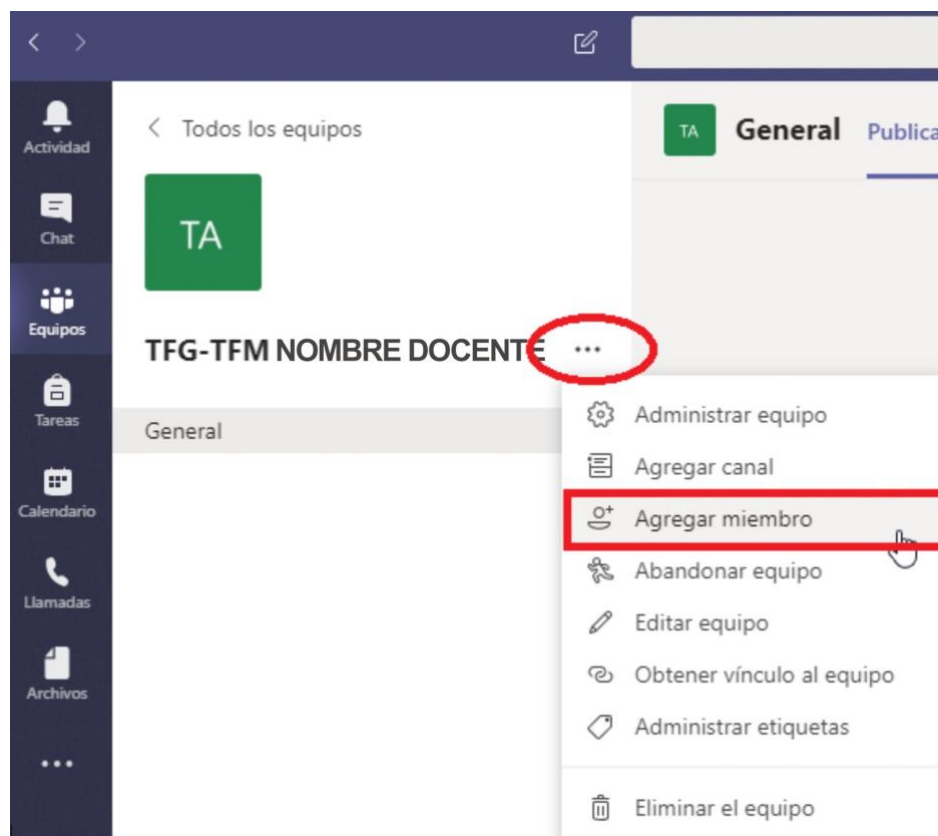 Actividad
Chat
Equipos
Tareas
Calendario
Llamadas
Archivos
Todos los equipos
TA
TFG-TFM NOMBRE DOCENTE ...
General
TA General Publica
Administrar equipo
Agregar canal
Agregar miembro
Abandonar equipo
Editar equipo
Obtener vínculo al equipo
Administrar etiquetas
Eliminar el equipo